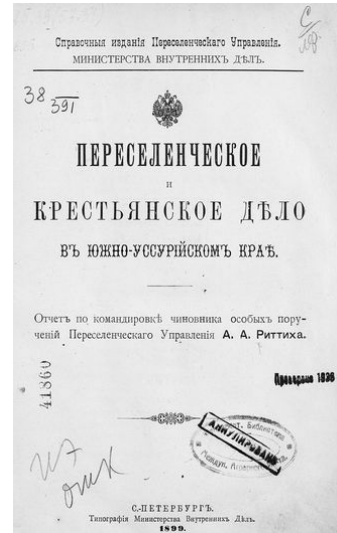 Справочныя изданія Переселенческаго Управленія.
МИНИСТЕРСТВА ВНУТРЕННИХЪ ДѢЛЪ.
38
391
ПЕРЕСЕЛЕНЧЕСКОЕ
И
КРЕСТЬЯНСКОЕ ДѢЛО
ВЪ ЮЖНО-УССУРІЙСКОМЪ КРАѢ.
Отчетъ по командировкѣ чиновника особыхъ пору-
ченій Переселенческаго Управленія А. А. Риттиха.
Проверено 1936
41860
АННУЛИРОВАНО
С.-ПЕТЕРБУРГЪ.
Типографія Министерства Внутреннихъ Дѣлъ.
1899.